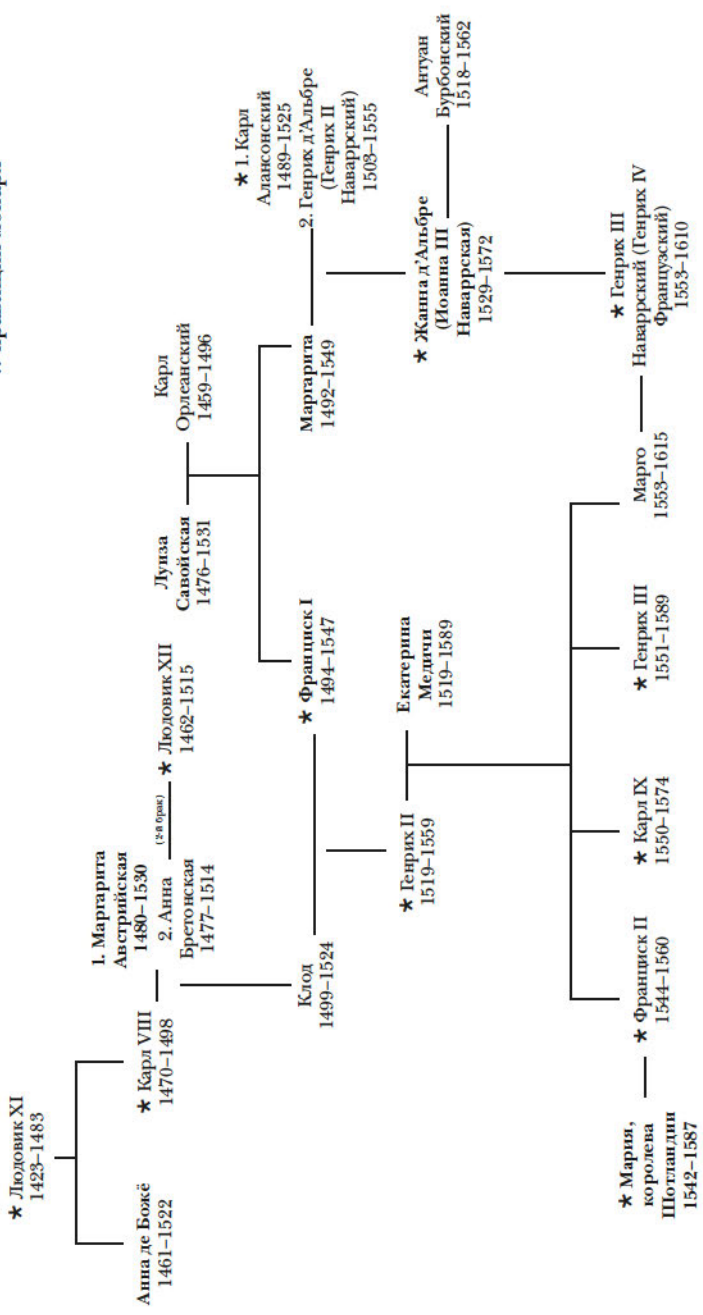 ★ Людовик XI
1423–1483
Анна де Божё
1461–1522
★ Карл VIII
1470–1498
1. Маргарита
Австрийская
1480–1530
2. Анна
Бретонская
1477–1514
(2-й брак)
★ Людовик XII
1462–1515
Луиза
Савойская
1476–1531
Карл
Орлеанский
1459–1496
Клод
1499–1524
★ Франциск I
1494–1547
Маргарита
1492–1549
★ 1. Карл
Алансонский
1489–1525
2. Генрих д'Альбре
(Генрих II
Наваррский)
1503–1555
★ Генрих II
1519–1559
Екатерина
Медичи
1519–1589
★ Жанна д'Альбре
(Иоанна III
Наваррская)
1529–1572
Антуан
Бурбонский
1518–1562
★ Мария,
королева
Шотландии
1542–1587
★ Франциск II
1544–1560
★ Карл IX
1550–1574
★ Генрих III
1551–1589
Марго
1553–1615
★ Генрих III
Наваррский (Генрих IV
Французский)
1553–1610